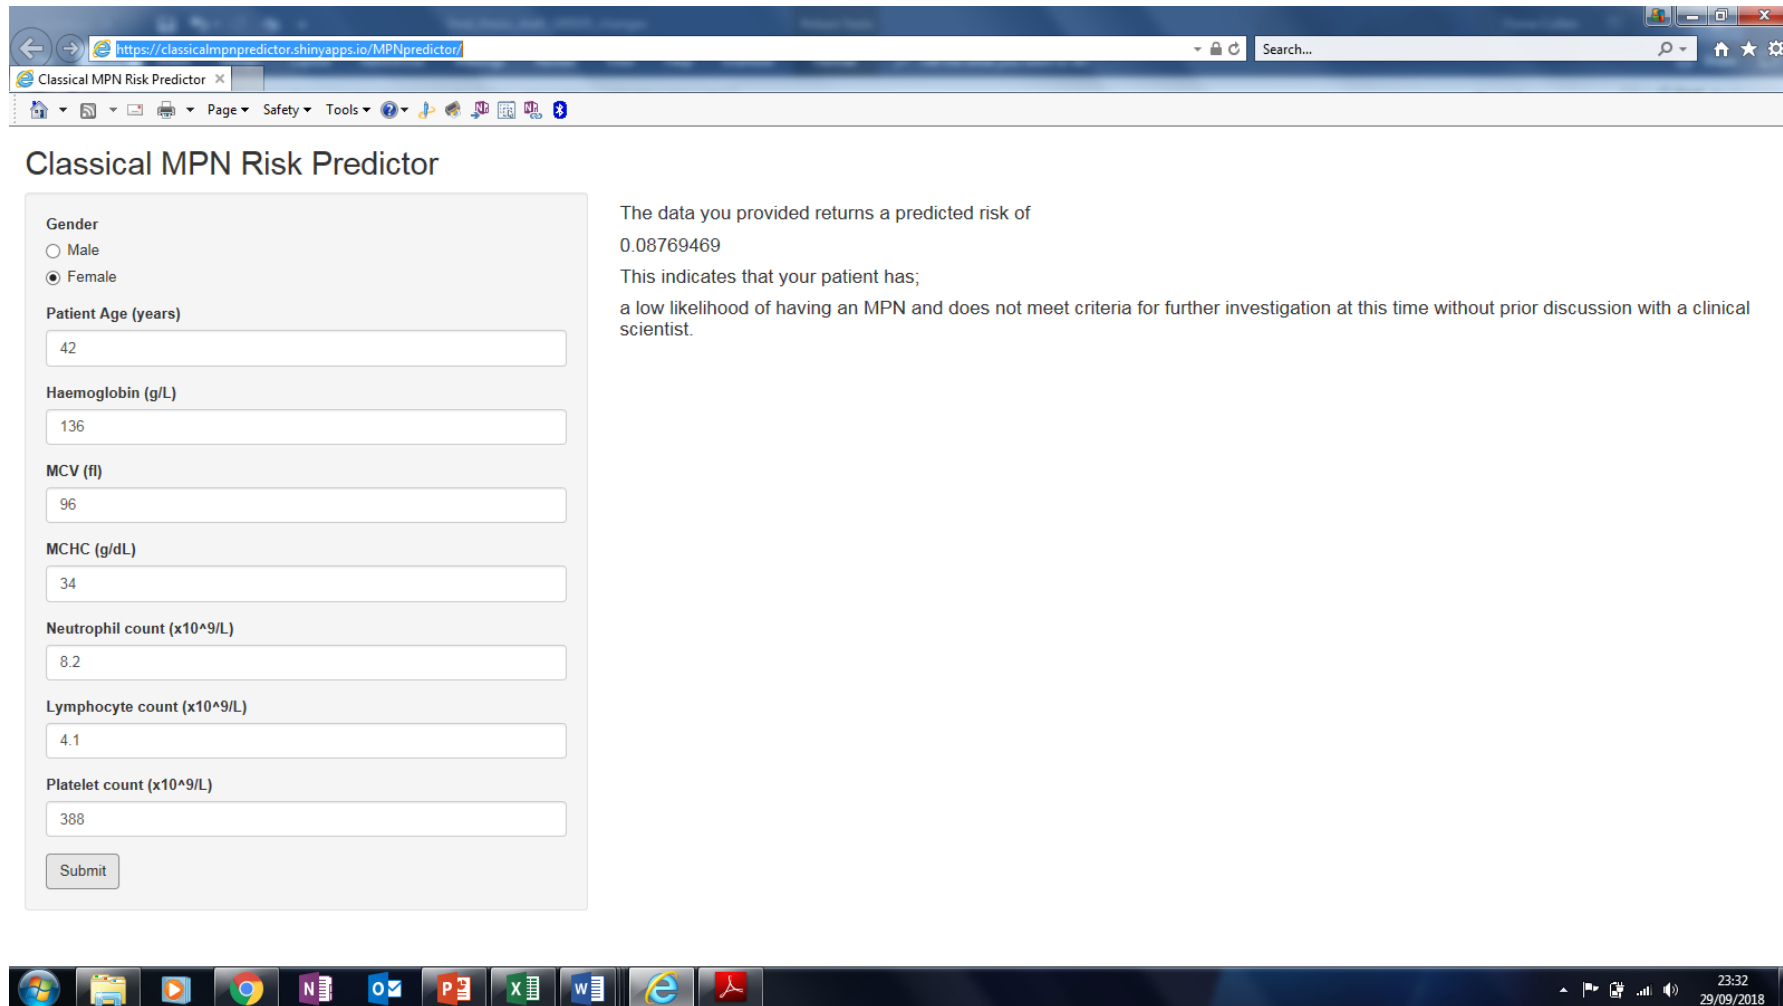 https://classicalmpnpredictor.shinyapps.io/MPNpredictor/
Search...
Classical MPN Risk Predictor
Page Safety Tools
Classical MPN Risk Predictor
Gender
Male
Female
Patient Age (years)
42
Haemoglobin (g/L)
136
MCV (fl)
96
MCHC (g/dL)
34
Neutrophil count (x10^9/L)
8.2
Lymphocyte count (x10^9/L)
4.1
Platelet count (x10^9/L)
388
Submit
The data you provided returns a predicted risk of
0.08769469
This indicates that your patient has;
a low likelihood of having an MPN and does not meet criteria for further investigation at this time without prior discussion with a clinical
scientist.
23:32
29/09/2018